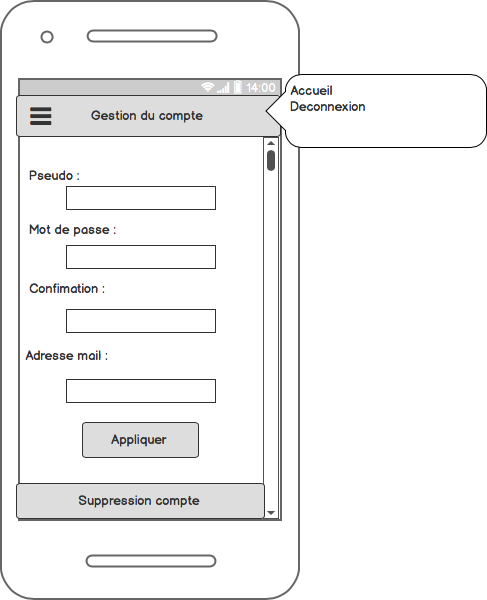 14:00
Accueil
Deconnexion
Gestion du compte
Pseudo :
Mot de passe :
Confimation :
Adresse mail :
Appliquer
Suppression compte